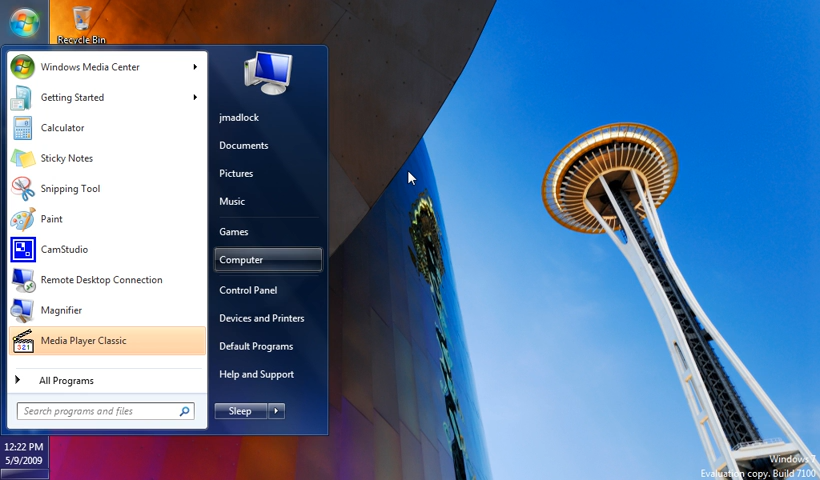 Recycle Bin
Windows Media Center
Getting Started
Calculator
Sticky Notes
Snipping Tool
Paint
CamStudio
Remote Desktop Connection
Magnifier
321
Media Player Classic
All Programs
Search programs and files
jmadlock
Documents
Pictures
Music
Games
Computer
Control Panel
Devices and Printers
Default Programs
Help and Support
Sleep
12:22 PM
5/9/2009
Windows 7
Evaluation copy. Build 7100